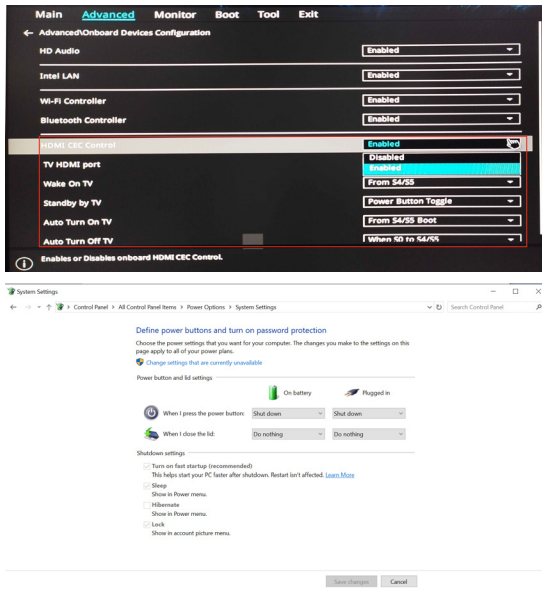 Main Advanced Monitor Boot Tool Exit
← Advanced\Onboard Devices Configuration
HD Audio Enabled
Intel LAN Enabled
Wi-Fi Controller Enabled
Bluetooth Controller Enabled
HDMI CEC Control Enabled
Disabled
TV HDMI port Enabled
Wake On TV From S4/S5
Standby by TV Power Button Toggle
Auto Turn On TV From S4/S5 Boot
Auto Turn Off TV When S0 to S4/S5
Enables or Disables onboard HDMI CEC Control.
System Settings
Control Panel > All Control Panel Items > Power Options > System Settings Search Control Panel
Define power buttons and turn on password protection
Choose the power settings that you want for your computer. The changes you make to the settings on this
page apply to all of your power plans.
Change settings that are currently unavailable
Power button and lid settings
On battery Plugged in
When I press the power button: Shut down Shut down
When I close the lid: Do nothing Do nothing
Shutdown settings
Turn on fast startup (recommended)
This helps start your PC faster after shutdown. Restart isn't affected. Learn More
Sleep
Show in Power menu.
Hibernate
Show in Power menu.
Lock
Show in account picture menu.
Save changes Cancel